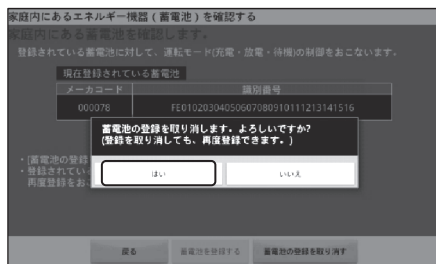 家庭内にあるエネルギー機器(蓄電池)を確認する
家庭内にある蓄電池を確認します。
登録されている蓄電池に対して、運転モード(充電・放電・待機)の制御をおこないます。
現在登録されている蓄電池
メーカコード 識別番号
000078 FE0102030405060708091011121314151 6
蓄電池の登録を取り消します。よろしいですか?
(登録を取り消しても、再度登録できます。)
・[蓄電池の登録
・登録されてい
再度登録をおこ
はい いいえ
戻る 蓄電池を登録する 蓄電池の登録を取り消す